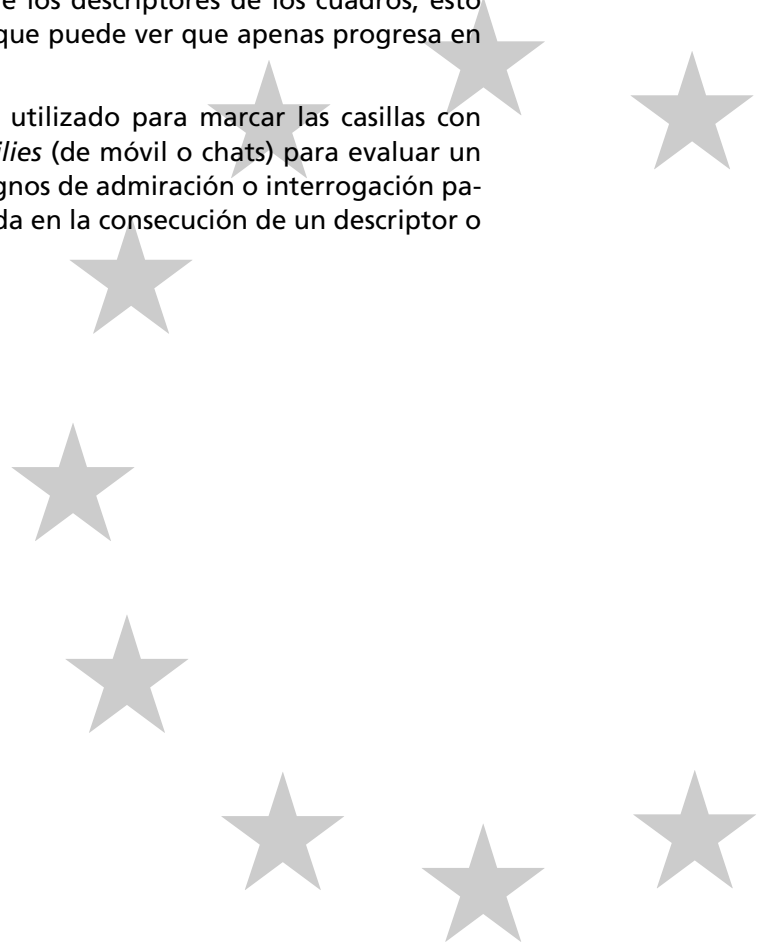 e los descriptores de los cuadros, esto
que puede ver que apenas progresa en
utilizado para marcar las casillas con
ilies (de móvil o chats) para evaluar un
gnos de admiración o interrogación pa-
da en la consecución de un descriptor o